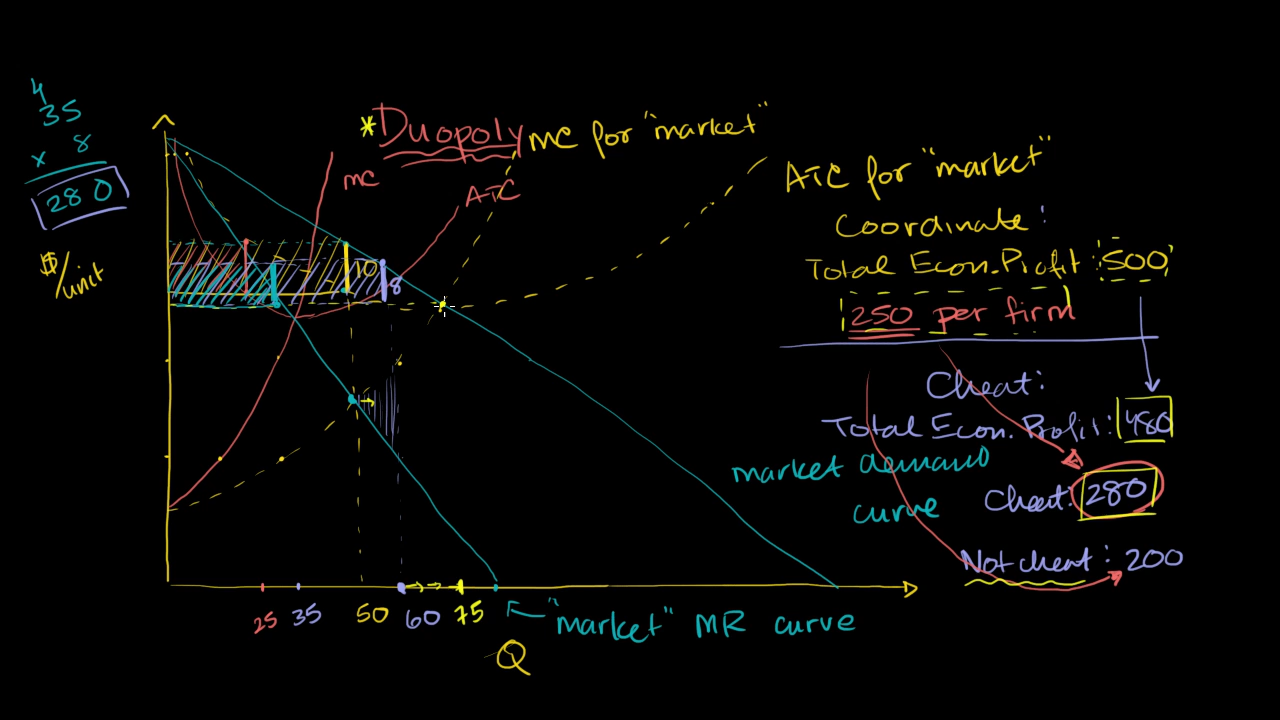 4
35
x 8
280
$/unit
*Duopoly
MC for "market"
MC
ATC
ATC for "market"
10
8
Coordinate:
Total Econ. Profit: 500
250 per firm
Cheat:
Total Econ. Profit: 480
Cheat: 280
Not cheat: 200
market demand
curve
25 35 50 60 75
"market" MR curve
Q